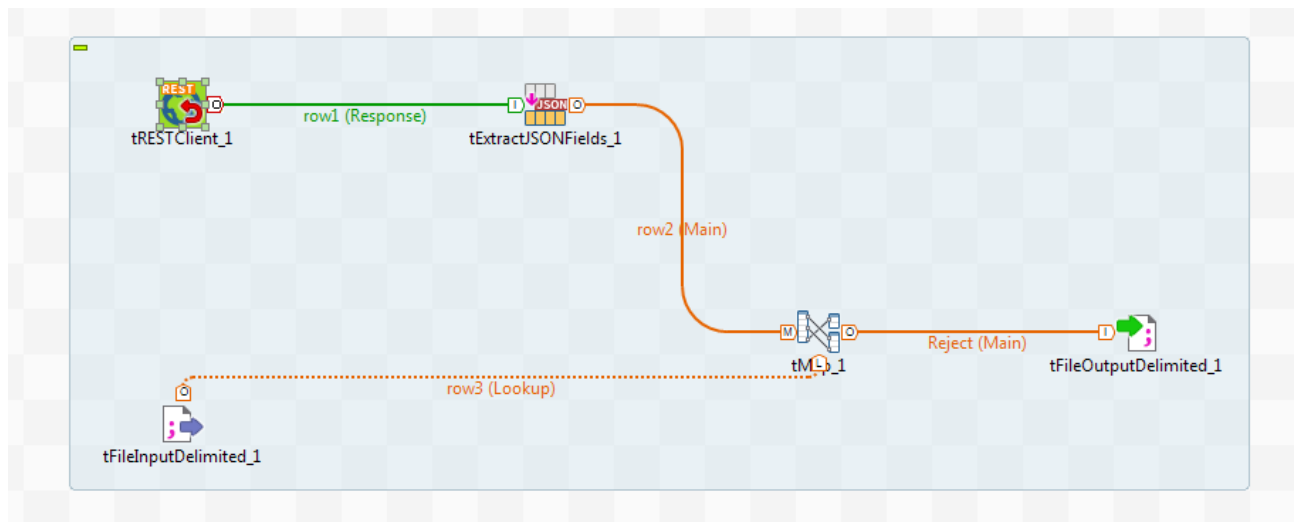 REST
O
row1 (Response)
I
JSON
O
tRESTClient_1
tExtractJSONFields_1
row2 (Main)
M
O
Reject (Main)
I
L
tFileOutputDelimited_1
row3 (Lookup)
O
tFileInputDelimited_1